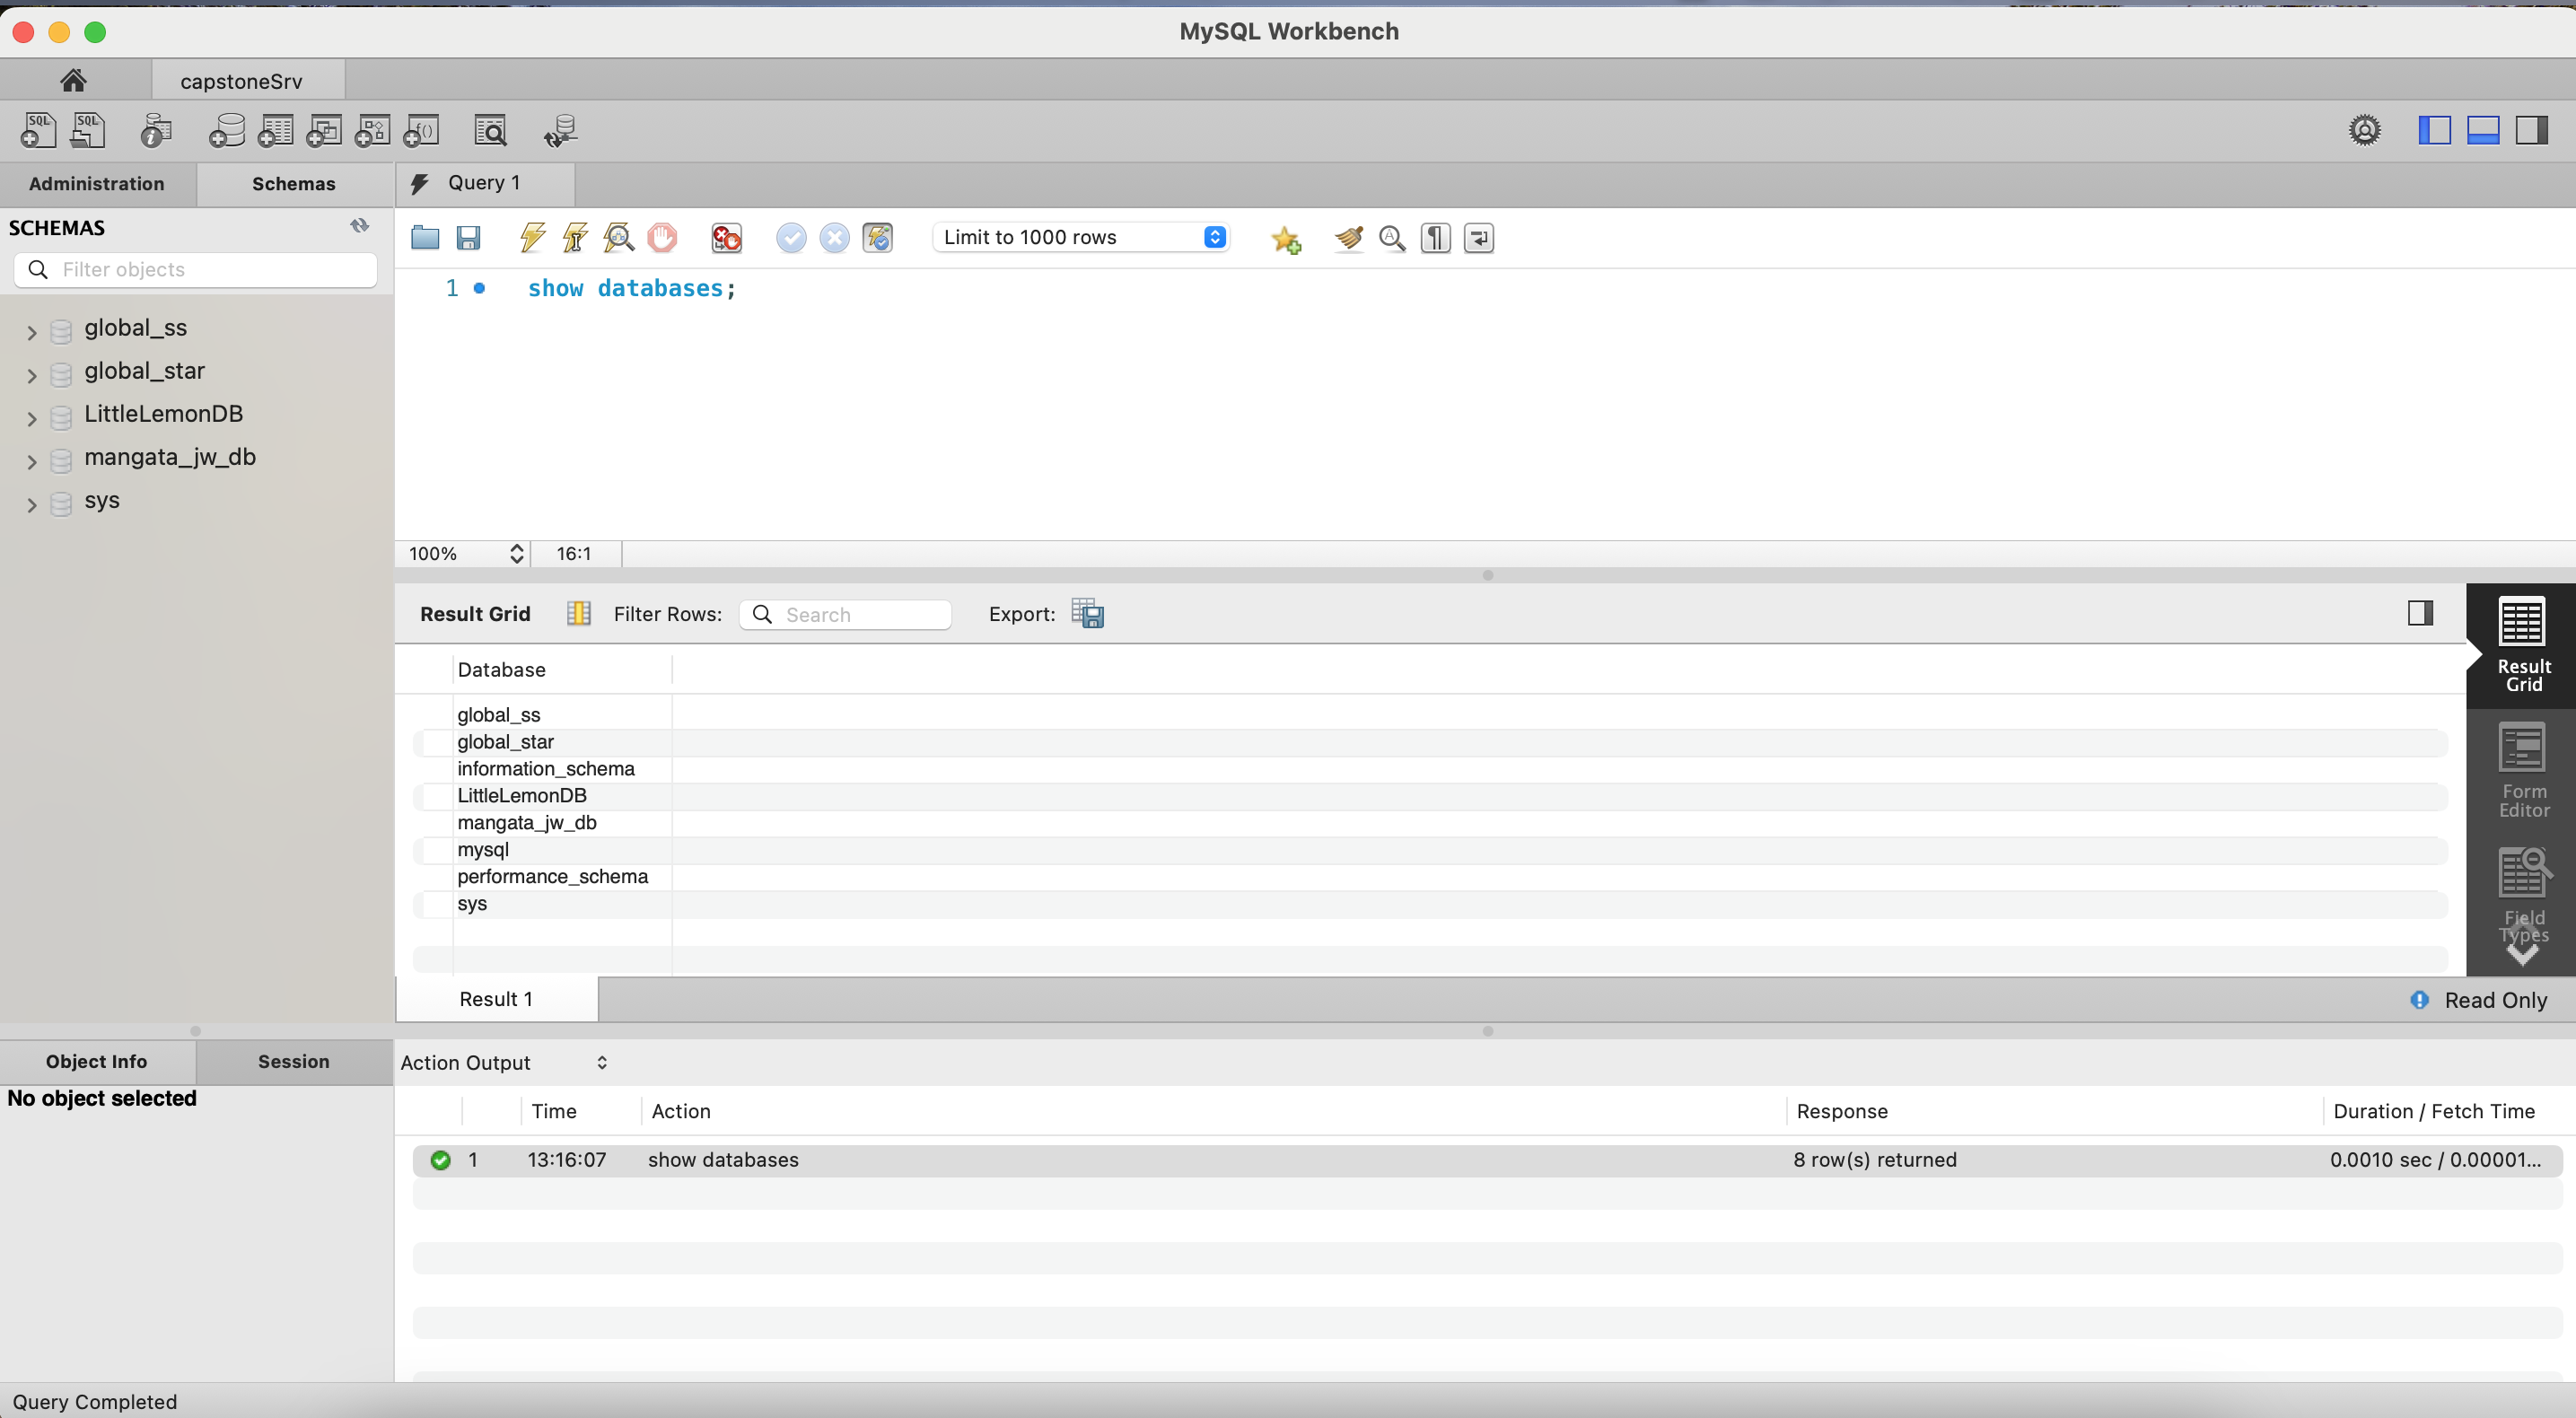 MySQL Workbench
capstoneSrv
SQL SQL f()
Administration Schemas Query 1
SCHEMAS
Limit to 1000 rows
Filter objects
1 show databases;
global_ss
global_star
LittleLemonDB
mangata_jw_db
sys
100% 16:1
Result Grid Filter Rows: Search Export:
Result
Grid
Form
Editor
Field
Types
Database
global_ss
global_star
information_schema
LittleLemonDB
mangata_jw_db
mysql
performance_schema
sys
Result 1 Read Only
Object Info Session Action Output
No object selected
Time Action Response Duration / Fetch Time
1 13:16:07 show databases 8 row(s) returned 0.0010 sec / 0.00001...
Query Completed